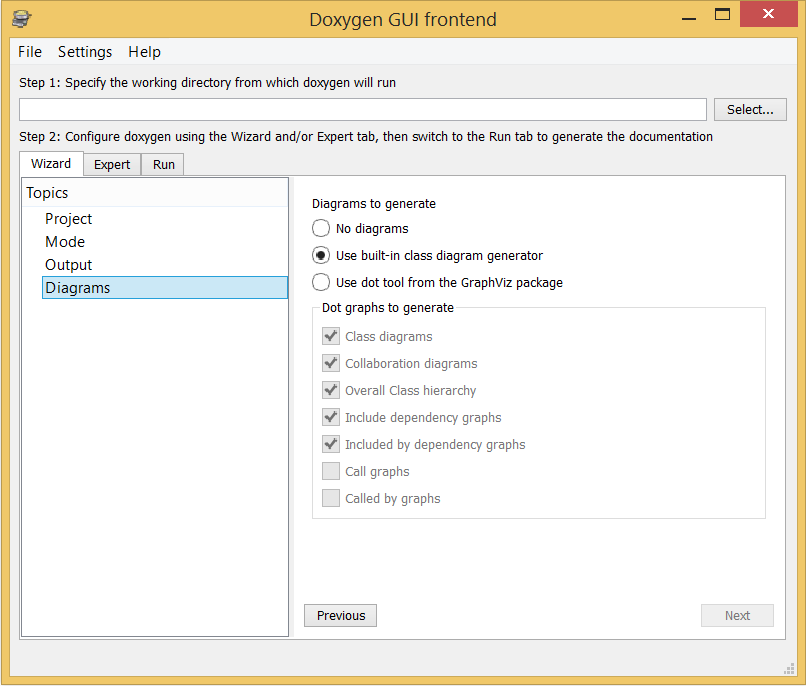 Doxygen GUI frontend
File Settings Help
Step 1: Specify the working directory from which doxygen will run
Select...
Step 2: Configure doxygen using the Wizard and/or Expert tab, then switch to the Run tab to generate the documentation
Wizard Expert Run
Topics
Project
Mode
Output
Diagrams
Diagrams to generate
No diagrams
Use built-in class diagram generator
Use dot tool from the GraphViz package
Dot graphs to generate
Class diagrams
Collaboration diagrams
Overall Class hierarchy
Include dependency graphs
Included by dependency graphs
Call graphs
Called by graphs
Previous Next